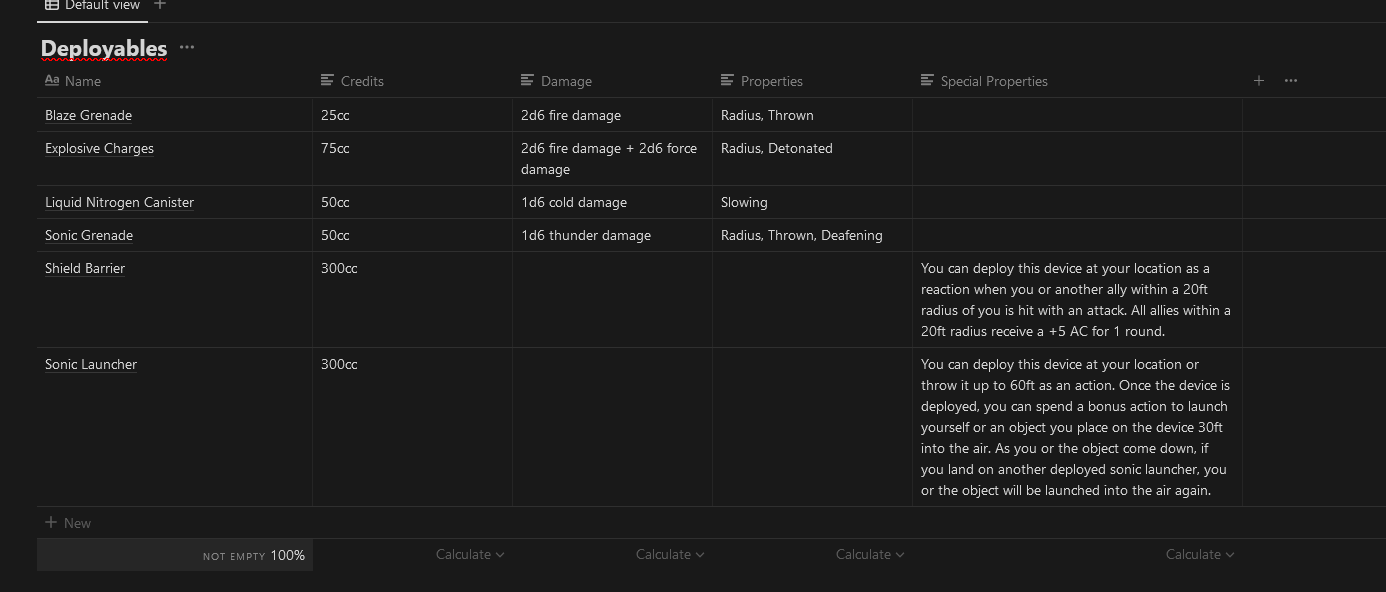 Default view
Deployables
Aa Name Credits Damage Properties Special Properties
Blaze Grenade 25cc 2d6 fire damage Radius, Thrown
Explosive Charges 75cc 2d6 fire damage + 2d6 force Radius, Detonated
damage
Liquid Nitrogen Canister 50cc 1d6 cold damage Slowing
Sonic Grenade 50cc 1d6 thunder damage Radius, Thrown, Deafening
Shield Barrier 300cc You can deploy this device at your location as a
reaction when you or another ally within a 20ft
radius of you is hit with an attack. All allies within a
20ft radius receive a +5 AC for 1 round.
Sonic Launcher 300cc You can deploy this device at your location or
throw it up to 60ft as an action. Once the device is
deployed, you can spend a bonus action to launch
yourself or an object you place on the device 30ft
into the air. As you or the object come down, if
you land on another deployed sonic launcher, you
or the object will be launched into the air again.
+ New
NOT EMPTY 100% Calculate Calculate Calculate Calculate